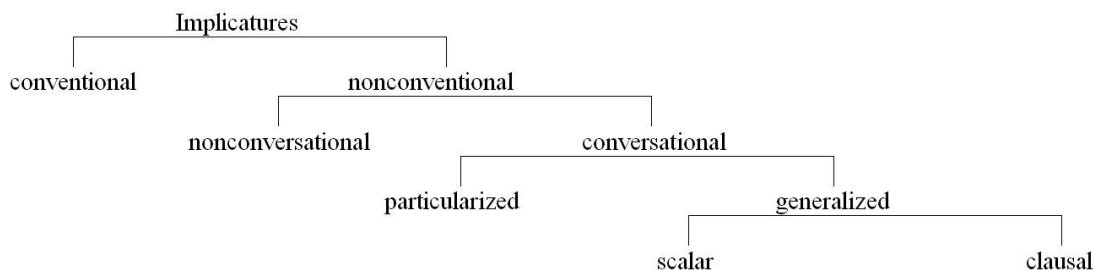 Implicatures
conventional nonconventional
nonconversational conversational
particularized generalized
scalar clausal